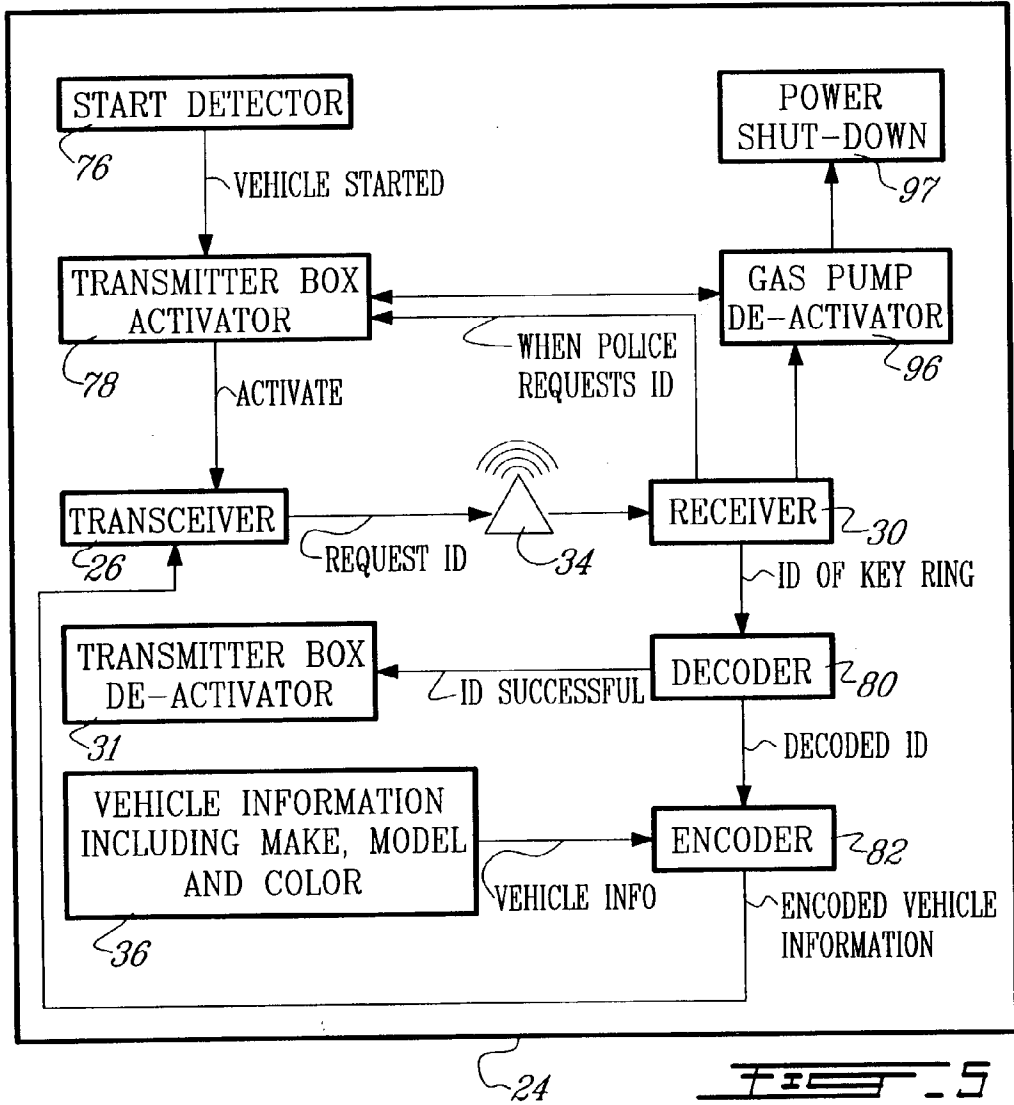 START DETECTOR
76
VEHICLE STARTED
POWER
SHUT-DOWN
97
TRANSMITTER BOX
ACTIVATOR
78
GAS PUMP
DE-ACTIVATOR
96
WHEN POLICE
REQUESTS ID
ACTIVATE
TRANSCEIVER
26
REQUEST ID
34
RECEIVER
30
ID OF KEY RING
TRANSMITTER BOX
DE-ACTIVATOR
31
ID SUCCESSFUL
DECODER
80
DECODED ID
VEHICLE INFORMATION
INCLUDING MAKE, MODEL
AND COLOR
36
VEHICLE INFO
ENCODER
82
ENCODED VEHICLE
INFORMATION
24
FIG-5